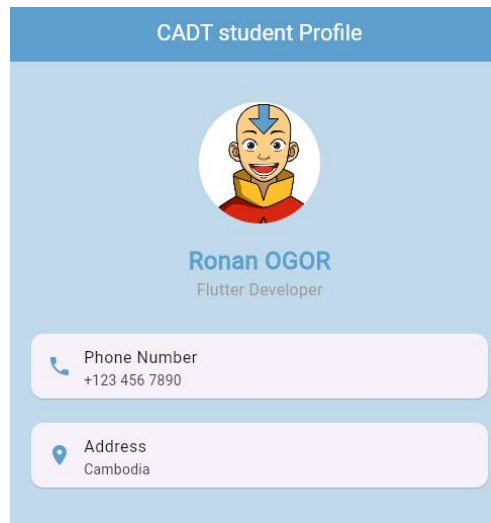 CADT student Profile
Ronan OGOR
Flutter Developer
Phone Number
+123 456 7890
Address
Cambodia